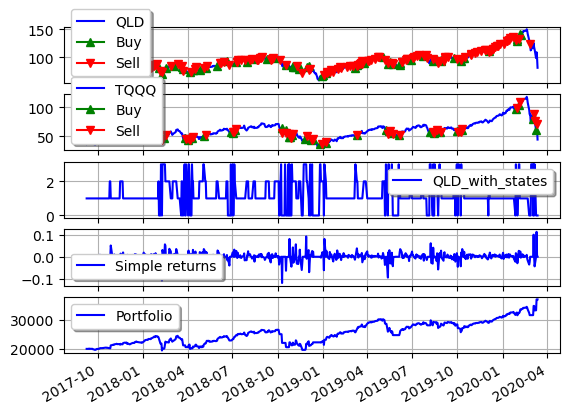 QLD
Buy
Sell
150
100
TQQQ
Buy
Sell
100
50
QLD_with_states
2
0
0.1
0.0
−0.1
Simple returns
Portfolio
30000
20000
2017-10 2018-01 2018-04 2018-07 2018-10 2019-01 2019-04 2019-07 2019-10 2020-01 2020-04